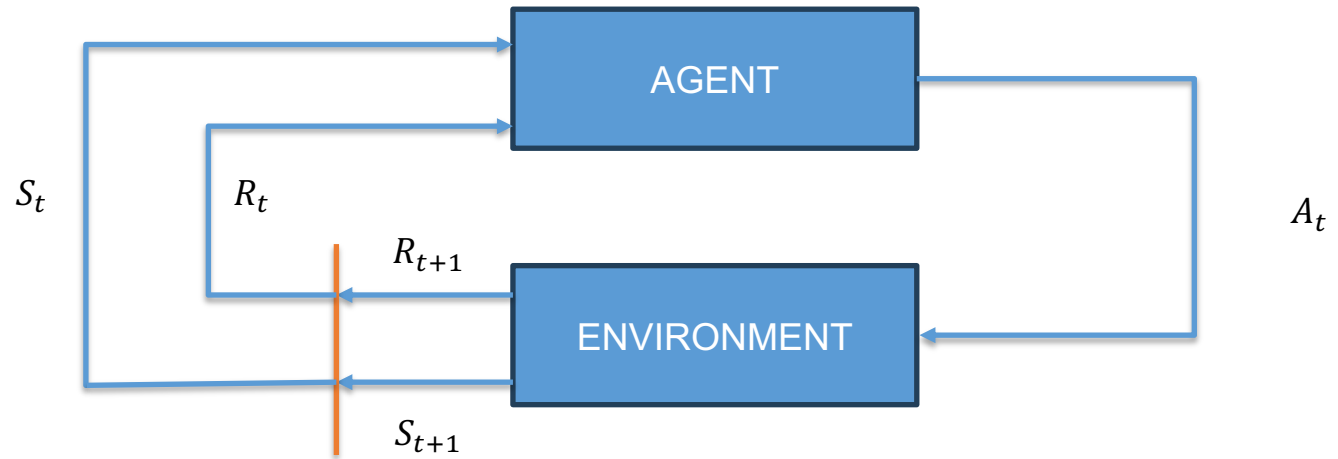 AGENT
S_t
R_t
A_t
R_{t+1}
ENVIRONMENT
S_{t+1}